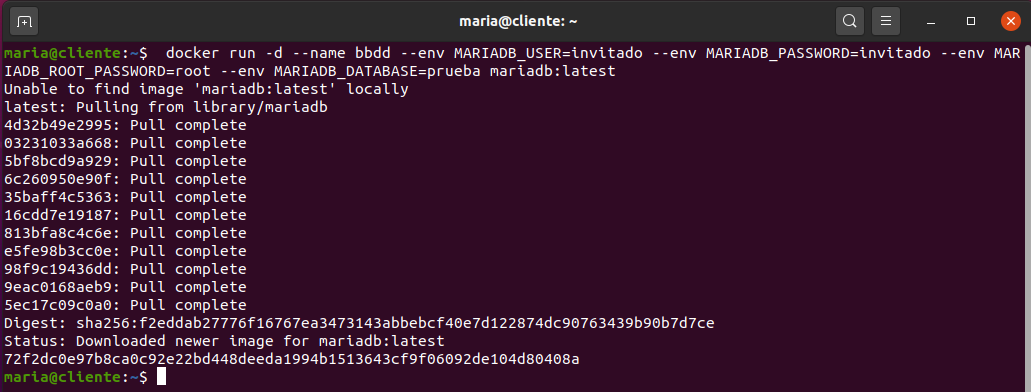 maria@cliente: ~
maria@cliente:~$  docker run -d --name bbdd --env MARIADB_USER=invitado --env MARIADB_PASSWORD=invitado --env MAR
IADB_ROOT_PASSWORD=root --env MARIADB_DATABASE=prueba mariadb:latest
Unable to find image 'mariadb:latest' locally
latest: Pulling from library/mariadb
4d32b49e2995: Pull complete
03231033a668: Pull complete
5bf8bcd9a929: Pull complete
6c260950e90f: Pull complete
35baff4c5363: Pull complete
16cdd7e19187: Pull complete
813bfa8c4c6e: Pull complete
e5fe98b3cc0e: Pull complete
98f9c19436dd: Pull complete
9eac0168aeb9: Pull complete
5ec17c09c0a0: Pull complete
Digest: sha256:f2eddab27776f16767ea3473143abbebcf40e7d122874dc90763439b90b7d7ce
Status: Downloaded newer image for mariadb:latest
72f2dc0e97b8ca0c92e22bd448deeda1994b1513643cf9f06092de104d80408a
maria@cliente:~$